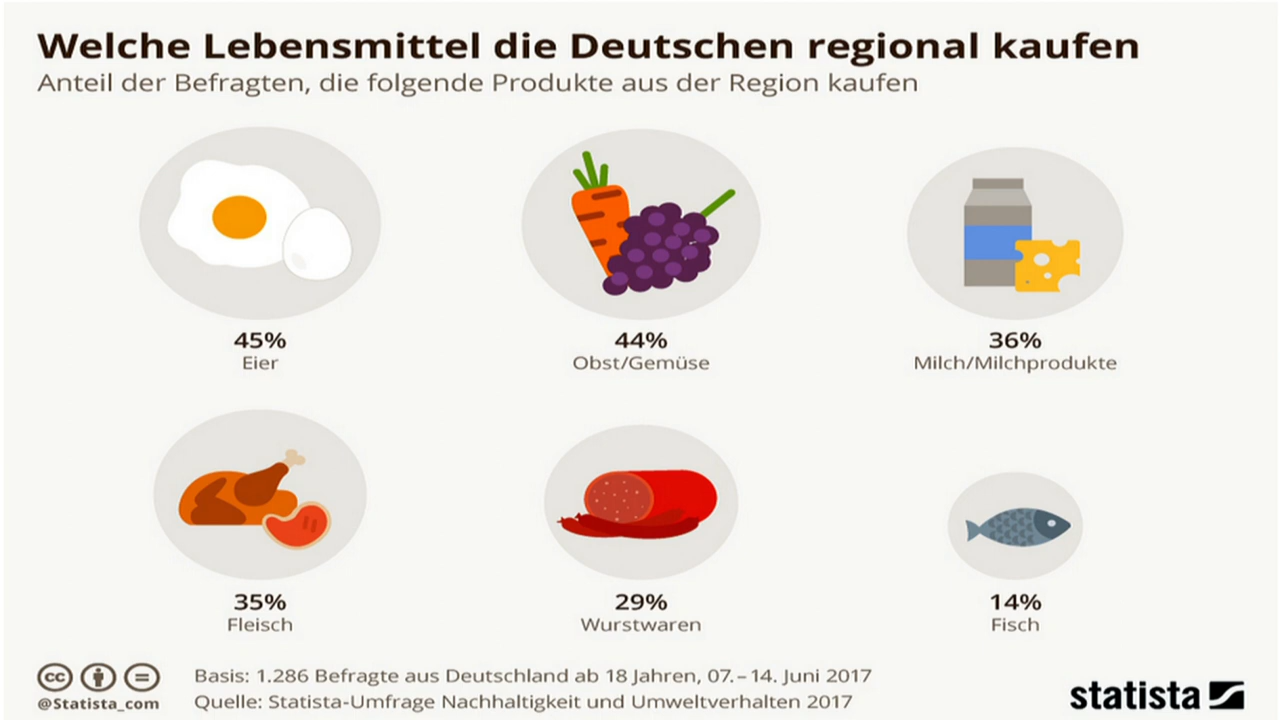 Welche Lebensmittel die Deutschen regional kaufen
Anteil der Befragten, die folgende Produkte aus der Region kaufen
45%
Eier
44%
Obst/Gemüse
36%
Milch/Milchprodukte
35%
Fleisch
29%
Wurstwaren
14%
Fisch
cc
@Statista_com
Basis: 1.286 Befragte aus Deutschland ab 18 Jahren, 07.–14. Juni 2017
Quelle: Statista-Umfrage Nachhaltigkeit und Umweltverhalten 2017
statista